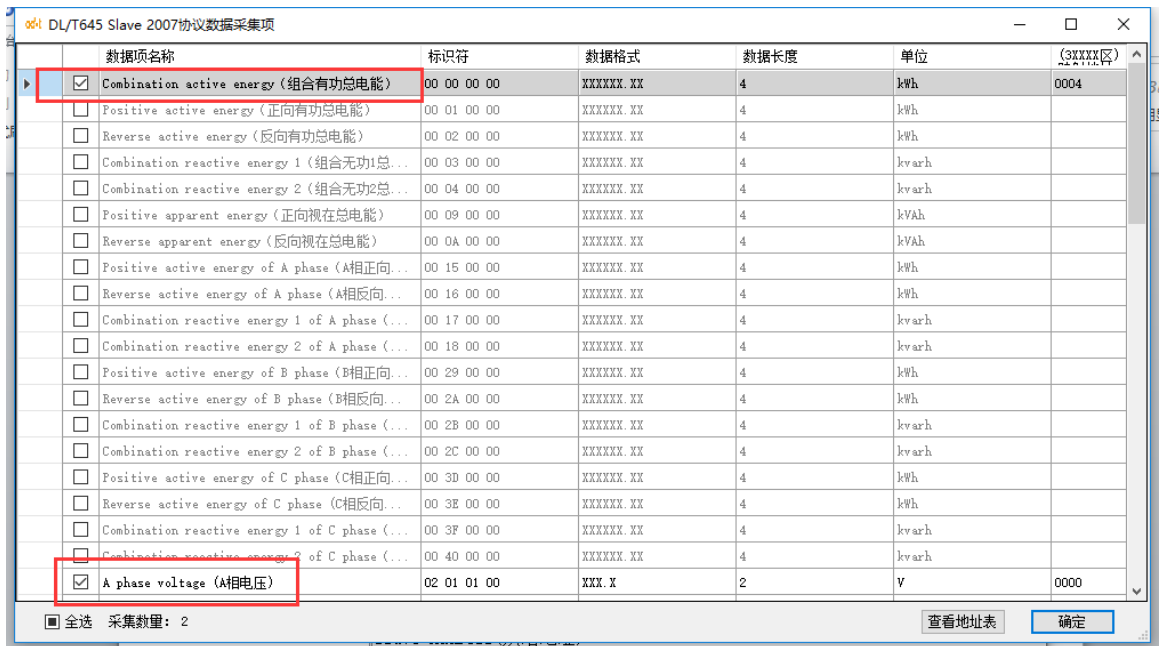 DL/T645 Slave 2007协议数据采集项
数据项名称 标识符 数据格式 数据长度 单位 (3XXXX区)
Combination active energy (组合有功总电能) 00 00 00 00 XXXXXX.XX 4 kWh 0004
Positive active energy (正向有功总电能) 00 01 00 00 XXXXXX.XX 4 kWh
Reverse active energy (反向有功总电能) 00 02 00 00 XXXXXX.XX 4 kWh
Combination reactive energy 1 (组合无功1总... 00 03 00 00 XXXXXX.XX 4 kvarh
Combination reactive energy 2 (组合无功2总... 00 04 00 00 XXXXXX.XX 4 kvarh
Positive apparent energy (正向视在总电能) 00 09 00 00 XXXXXX.XX 4 kVAh
Reverse apparent energy (反向视在总电能) 00 0A 00 00 XXXXXX.XX 4 kVAh
Positive active energy of A phase (A相正向... 00 15 00 00 XXXXXX.XX 4 kWh
Reverse active energy of A phase (A相反向... 00 16 00 00 XXXXXX.XX 4 kWh
Combination reactive energy 1 of A phase (... 00 17 00 00 XXXXXX.XX 4 kvarh
Combination reactive energy 2 of A phase (... 00 18 00 00 XXXXXX.XX 4 kvarh
Positive active energy of B phase (B相正向... 00 29 00 00 XXXXXX.XX 4 kWh
Reverse active energy of B phase (B相反向... 00 2A 00 00 XXXXXX.XX 4 kWh
Combination reactive energy 1 of B phase (... 00 2B 00 00 XXXXXX.XX 4 kvarh
Combination reactive energy 2 of B phase (... 00 2C 00 00 XXXXXX.XX 4 kvarh
Positive active energy of C phase (C相正向... 00 3D 00 00 XXXXXX.XX 4 kWh
Reverse active energy of C phase (C相反向... 00 3E 00 00 XXXXXX.XX 4 kWh
Combination reactive energy 1 of C phase (... 00 3F 00 00 XXXXXX.XX 4 kvarh
Combination reactive energy 2 of C phase (... 00 40 00 00 XXXXXX.XX 4 kvarh
A phase voltage (A相电压) 02 01 01 00 XXX.X 2 V 0000
全选 采集数量: 2 查看地址表 确定